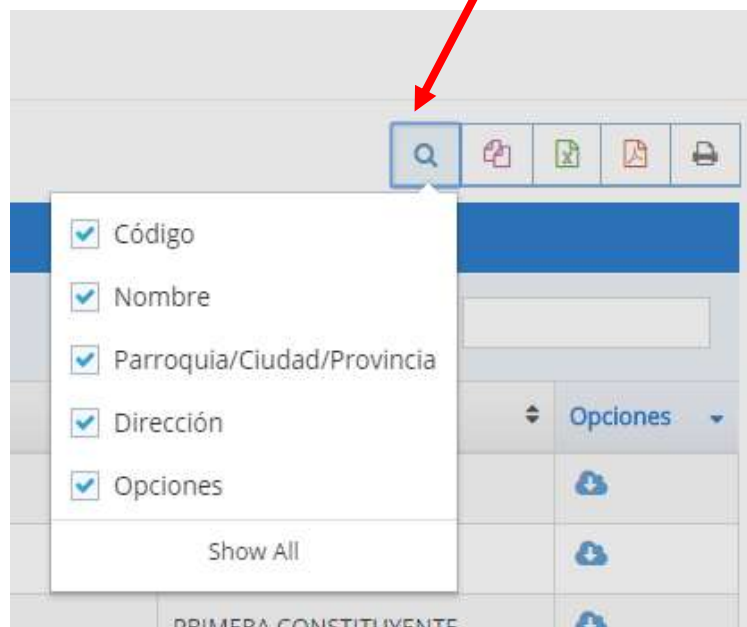 Código
Nombre
Parroquia/Ciudad/Provincia
Dirección
Opciones
Show All
Opciones
PRIMERA CONSTITUYENTE